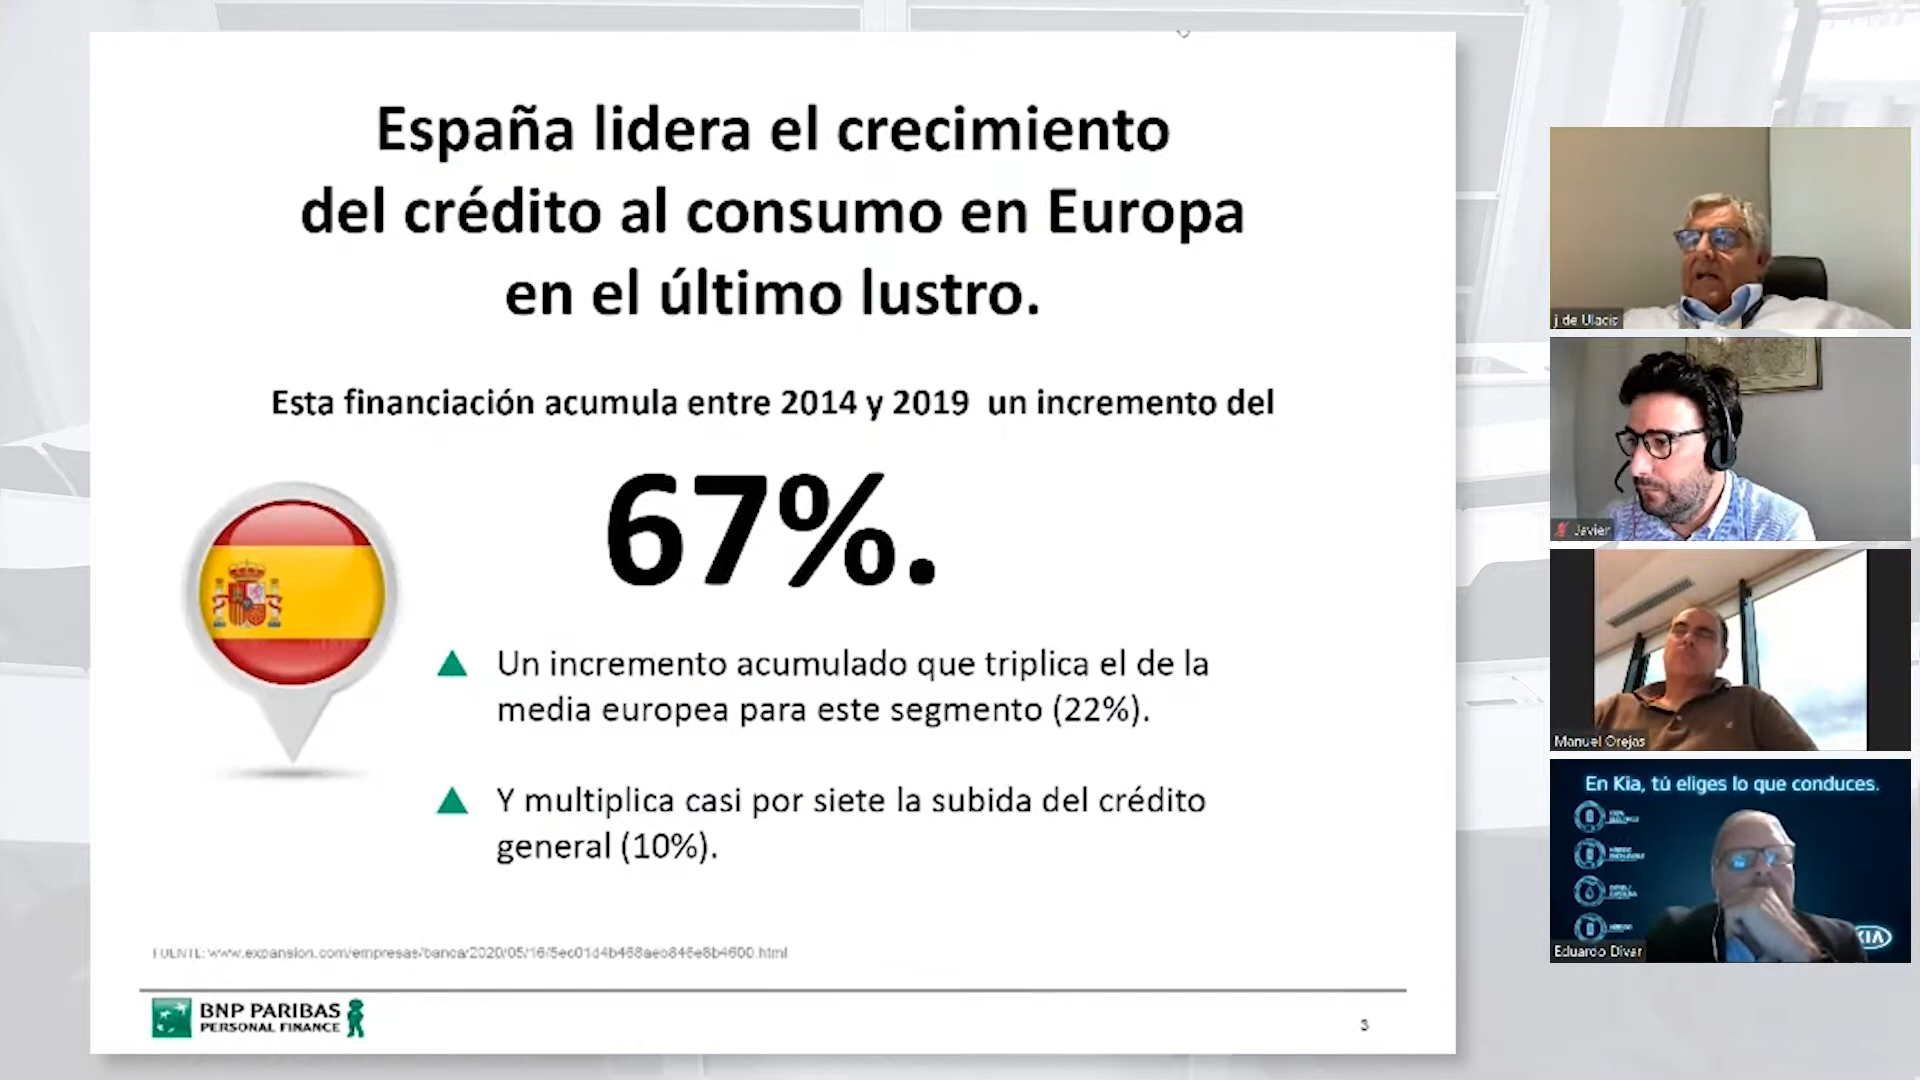 España lidera el crecimiento
del crédito al consumo en Europa
en el último lustro.
Esta financiación acumula entre 2014 y 2019 un incremento del
67%.
Un incremento acumulado que triplica el de la
media europea para este segmento (22%).
Y multiplica casi por siete la subida del crédito
general (10%).
FUENTE: www.expansion.com/empresas/banca/2020/05/16/5ec01d4b468aeb846e8b4600.html
BNP PARIBAS
PERSONAL FINANCE
3
j.de Ulacia
Javier
Manuel Orejas
En Kia, tú eliges lo que conduces.
KIA
Eduardo Divar